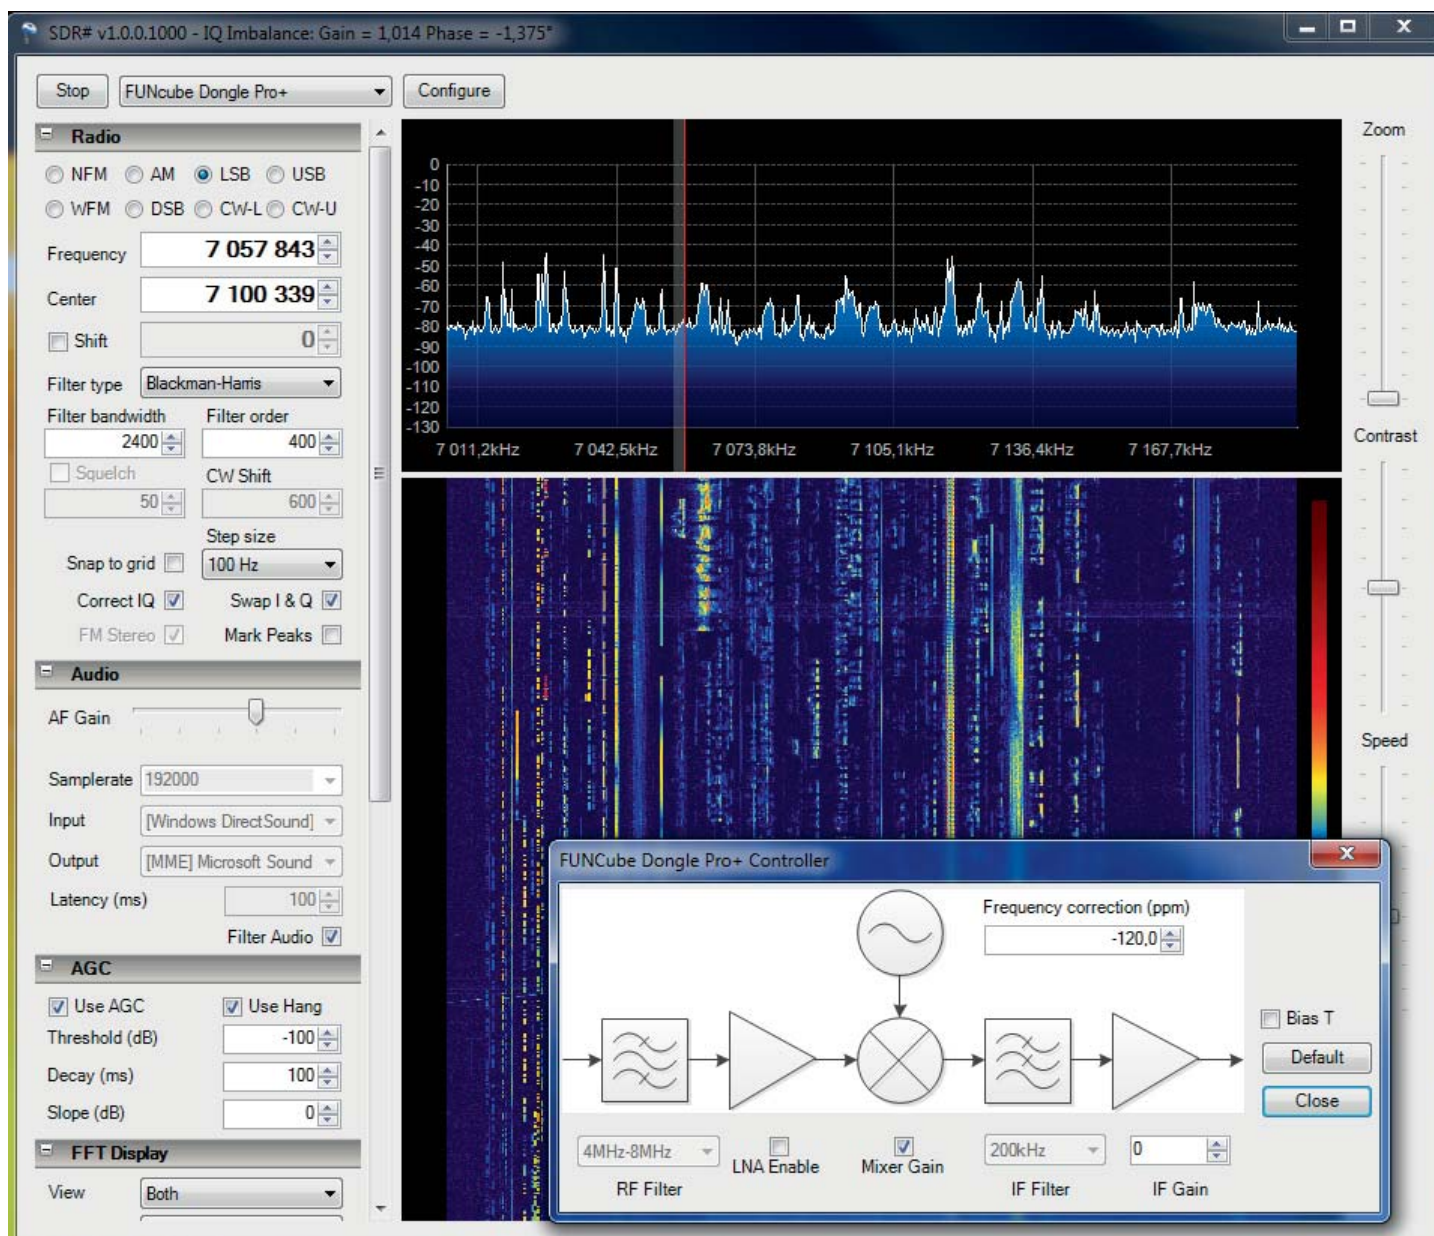 SDR# v1.0.0.1000 - IQ Imbalance: Gain = 1,014 Phase = -1,375°
Stop FUNcube Dongle Pro+ Configure
Radio
NFM AM LSB USB
WFM DSB CW-L CW-U
Frequency 7 057 843
Center 7 100 339
Shift 0
Filter type Blackman-Harris
Filter bandwidth Filter order
2400 400
Squelch CW Shift
50 600
Step size
Snap to grid 100 Hz
Correct IQ Swap I & Q
FM Stereo Mark Peaks
Audio
AF Gain
Samplerate 192000
Input [Windows DirectSound]
Output [MME] Microsoft Sound
Latency (ms) 100
Filter Audio
AGC
Use AGC Use Hang
Threshold (dB) -100
Decay (ms) 100
Slope (dB) 0
FFT Display
View Both
0
-10
-20
-30
-40
-50
-60
-70
-80
-90
-100
-110
-120
-130
7 011,2kHz 7 042,5kHz 7 073,8kHz 7 105,1kHz 7 136,4kHz 7 167,7kHz
Zoom
Contrast
Speed
FUNCube Dongle Pro+ Controller
Frequency correction (ppm)
-120,0
Bias T
Default
Close
4MHz-8MHz LNA Enable Mixer Gain 200kHz 0
RF Filter IF Filter IF Gain